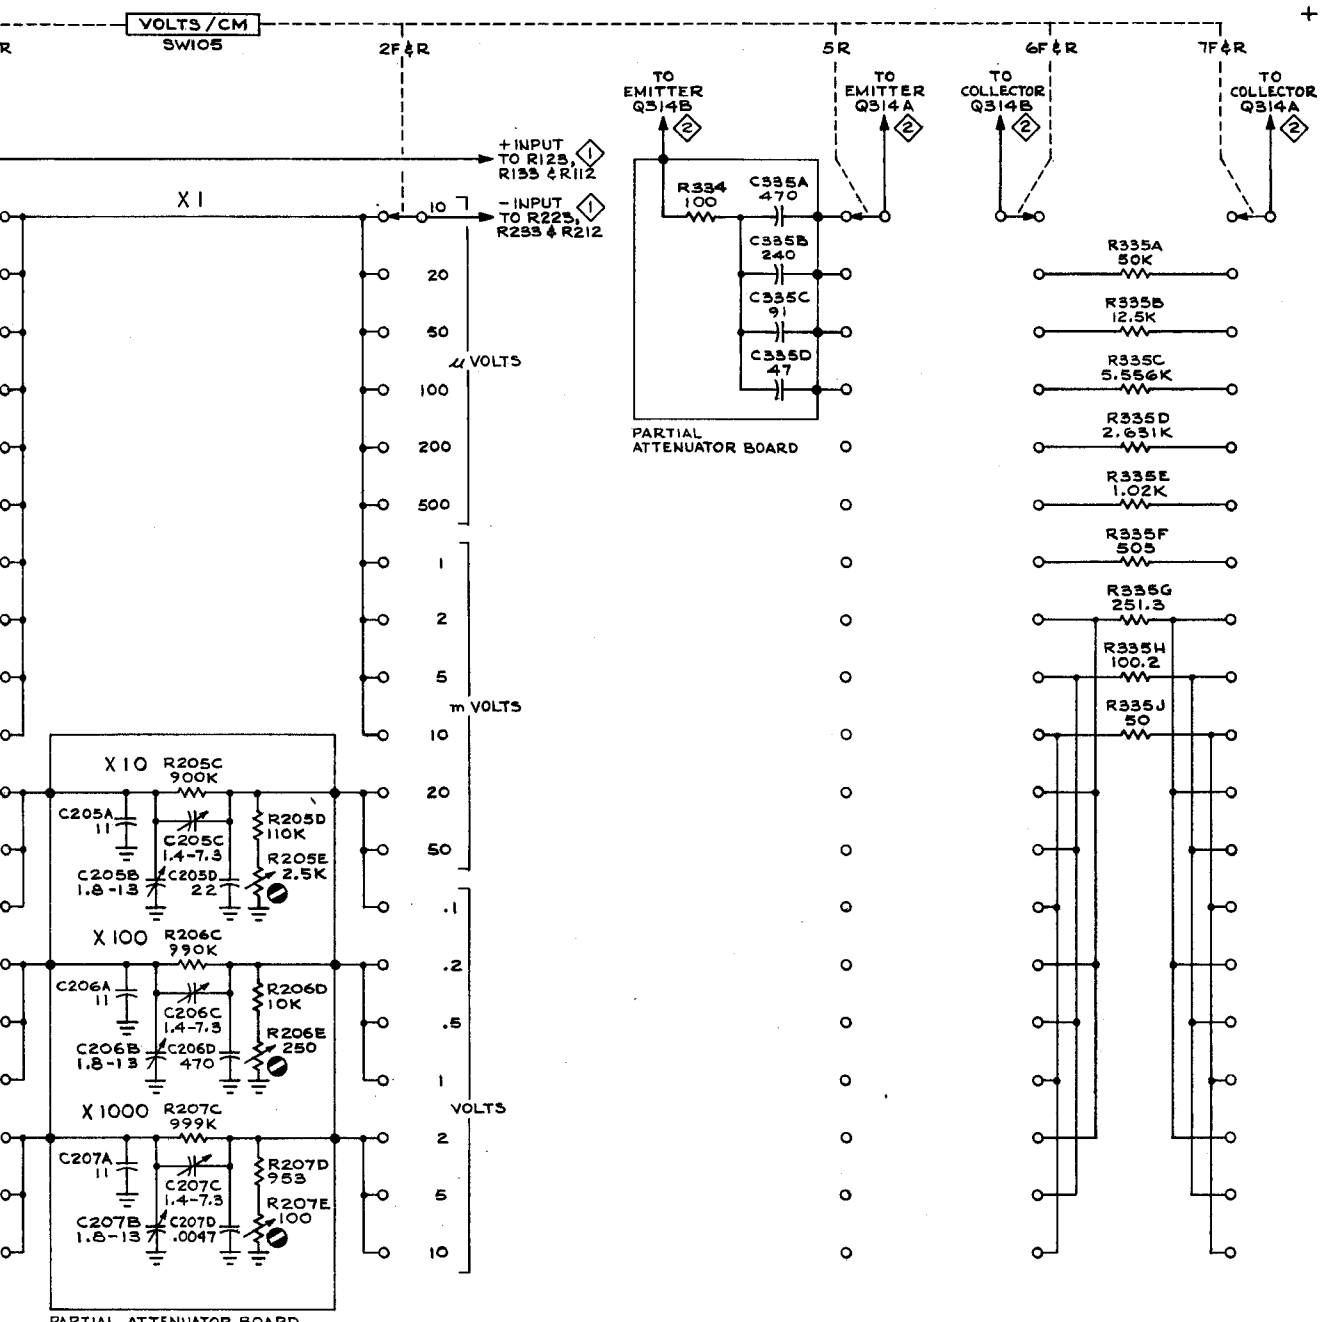 VOLTS/CM
SW105
R
2F&R
5R
6F&R
7F&R
+
TO
EMITTER
Q314B
2
TO
EMITTER
Q314A
2
TO
COLLECTOR
Q314B
2
TO
COLLECTOR
Q314A
2
+INPUT
TO R123,
R133 & R112
1
-INPUT
TO R223,
R233 & R212
1
X1
10
20
50
100
200
500
μ VOLTS
1
2
5
10
20
50
m VOLTS
.1
.2
.5
1
2
5
10
VOLTS
R334
100
C335A
470
C335B
240
C335C
91
C335D
47
PARTIAL
ATTENUATOR BOARD
R335A
50K
R335B
12.5K
R335C
5.556K
R335D
2.631K
R335E
1.02K
R335F
505
R335G
251.3
R335H
100.2
R335J
50
X10
R205C
900K
C205A
11
C205C
1.4-7.3
R205D
110K
C205B
1.8-13
C205D
22
R205E
2.5K
X100
R206C
990K
C206A
11
C206C
1.4-7.3
R206D
10K
C206B
1.8-13
C206D
470
R206E
250
X1000
R207C
999K
C207A
11
C207C
1.4-7.3
R207D
953
C207B
1.8-13
C207D
.0047
R207E
100
PARTIAL ATTENUATOR BOARD